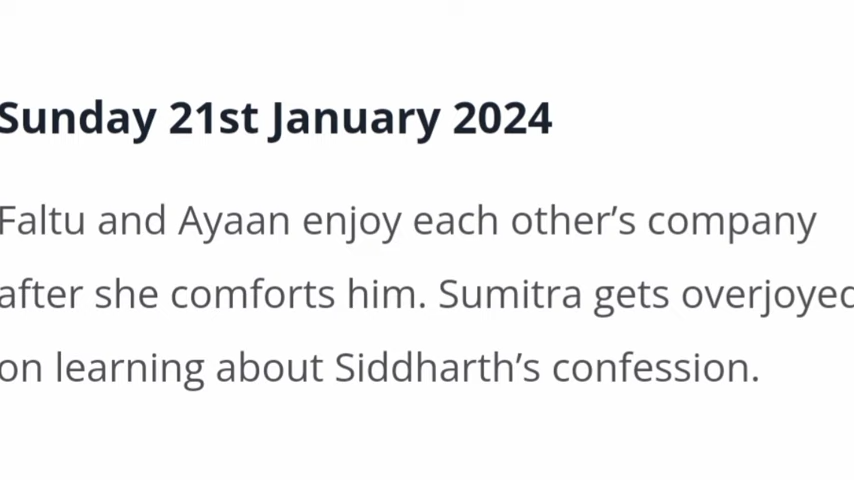 Sunday 21st January 2024
Faltu and Ayaan enjoy each other’s company
after she comforts him. Sumitra gets overjoyed
on learning about Siddharth’s confession.